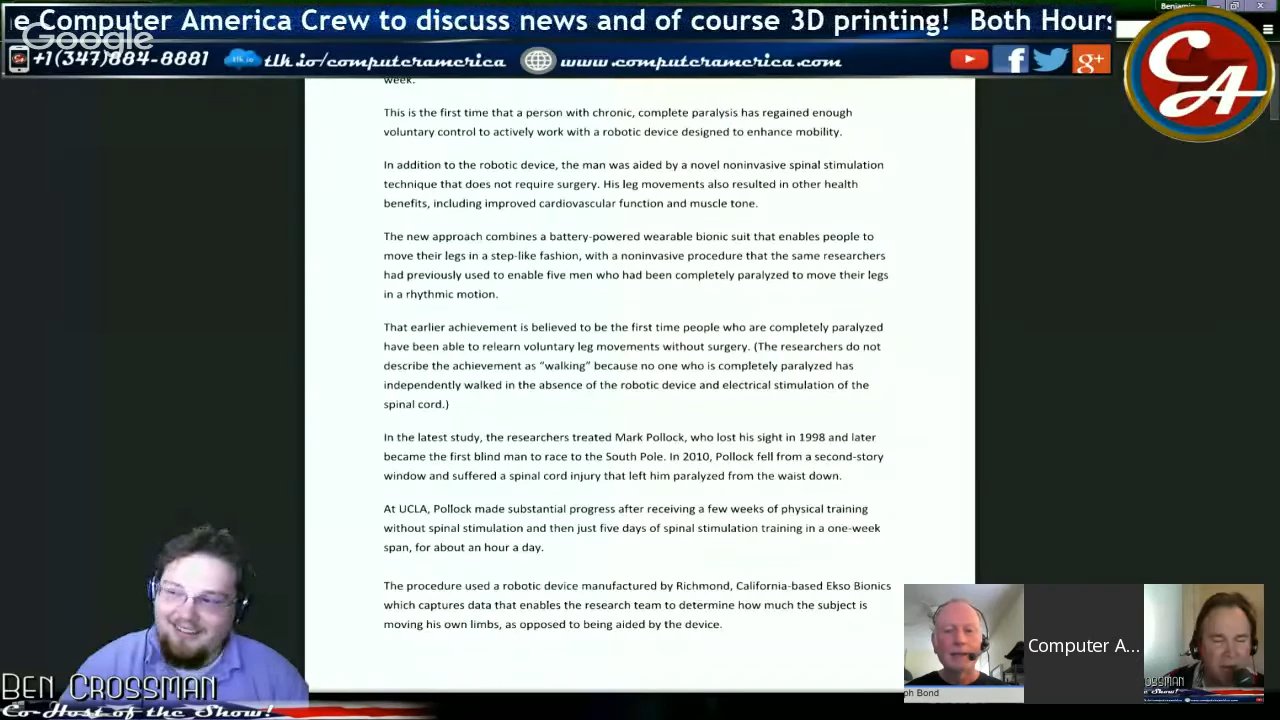 Benjamin
e Computer America Crew to discuss news and of course 3D printing!  Both Hours
Google
+1(347)884-8881 tlk.io/computeramerica www.computeramerica.com
CA
week.
This is the first time that a person with chronic, complete paralysis has regained enough
voluntary control to actively work with a robotic device designed to enhance mobility.
In addition to the robotic device, the man was aided by a novel noninvasive spinal stimulation
technique that does not require surgery. His leg movements also resulted in other health
benefits, including improved cardiovascular function and muscle tone.
The new approach combines a battery-powered wearable bionic suit that enables people to
move their legs in a step-like fashion, with a noninvasive procedure that the same researchers
had previously used to enable five men who had been completely paralyzed to move their legs
in a rhythmic motion.
That earlier achievement is believed to be the first time people who are completely paralyzed
have been able to relearn voluntary leg movements without surgery. (The researchers do not
describe the achievement as “walking” because no one who is completely paralyzed has
independently walked in the absence of the robotic device and electrical stimulation of the
spinal cord.)
In the latest study, the researchers treated Mark Pollock, who lost his sight in 1998 and later
became the first blind man to race to the South Pole. In 2010, Pollock fell from a second-story
window and suffered a spinal cord injury that left him paralyzed from the waist down.
At UCLA, Pollock made substantial progress after receiving a few weeks of physical training
without spinal stimulation and then just five days of spinal stimulation training in a one-week
span, for about an hour a day.
The procedure used a robotic device manufactured by Richmond, California-based Ekso Bionics
which captures data that enables the research team to determine how much the subject is
moving his own limbs, as opposed to being aided by the device.
Computer A...
ph Bond
OSSMAN
BEN CROSSMAN
Co-Host of the Show!